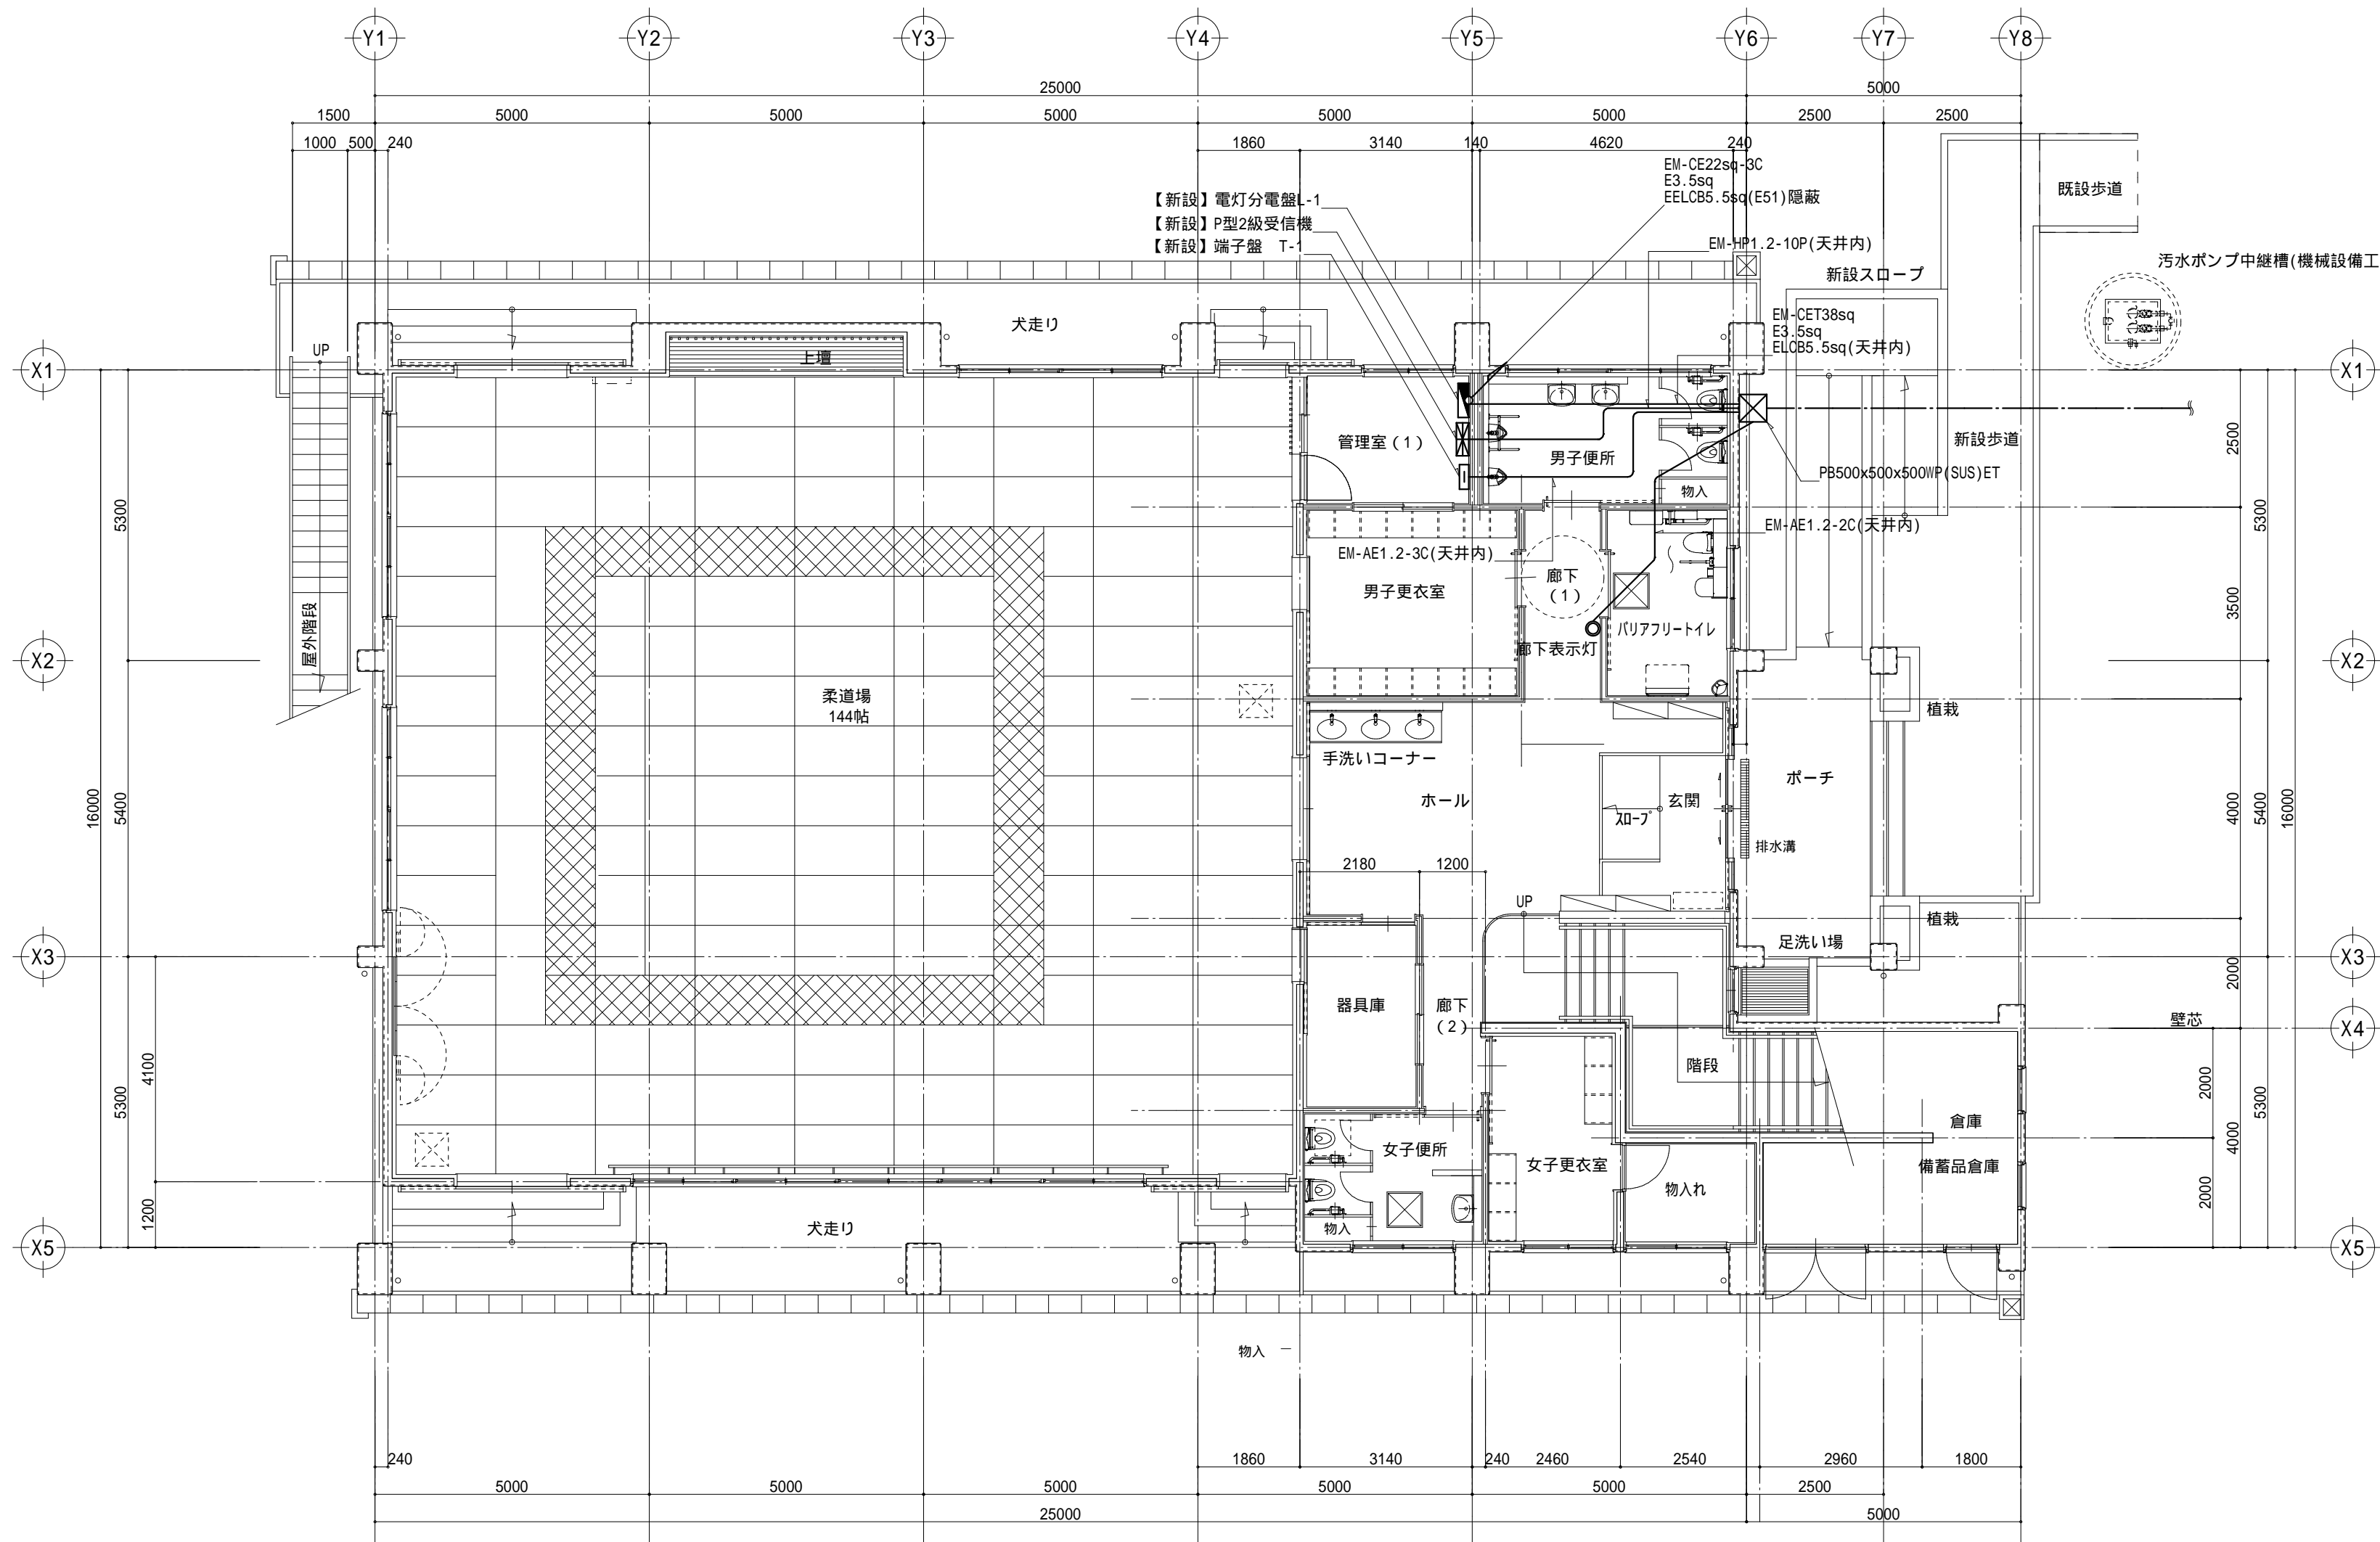 Y1 Y2 Y3 Y4 Y5 Y6 Y7 Y8
25000 5000
1500 5000 5000 5000 5000 5000 2500 2500
1000 500 240 1860 3140 140 4620 240
EM-CE22sq-3C
E3.5sq
EELCB5.5sq(E51)隠蔽
【新設】電灯分電盤L-1
【新設】P型2級受信機
【新設】端子盤 T-1
EM-HP1.2-10P(天井内)
既設歩道
汚水ポンプ中継槽(機械設備工
新設スロープ
EM-CET38sq
E3.5sq
ELCB5.5sq(天井内)
犬走り
UP
上壇
X1 X1
管理室(1)
男子便所
新設歩道
PB500x500x500WP(SUS)ET
物入
EM-AE1.2-2C(天井内)
EM-AE1.2-3C(天井内)
2500
5300 5300
男子更衣室
廊下
(1)
3500
屋外階段
バリアフリートイレ
廊下表示灯
X2 X2
柔道場
144帖
植栽
手洗いコーナー
ポーチ
ホール
玄関
スロープ
排水溝
16000 5400 4000 5400 16000
2180 1200
UP
植栽
足洗い場
X3 X3
2000
器具庫
廊下
(2)
壁芯
X4
階段
4100
5300
2000 5300
倉庫
4000
女子便所
女子更衣室
備蓄品倉庫
物入れ
2000
1200
物入
犬走り
X5 X5
物入
240 1860 3140 240 2460 2540 2960 1800
5000 5000 5000 5000 5000 2500
25000 5000